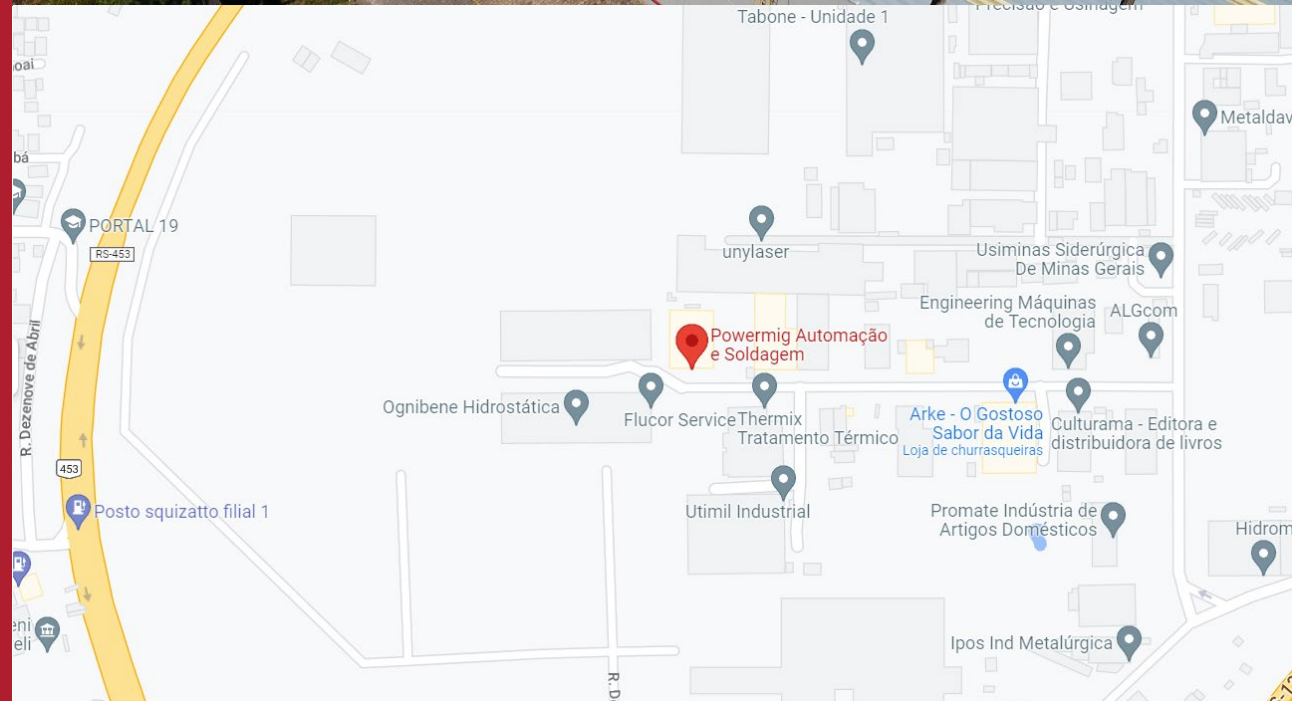 Tabone - Unidade 1
Precisão e Usinagem
Metaldav
PORTAL 19
RS-453
unylaser
Usiminas Siderúrgica
De Minas Gerais
Engineering Máquinas
de Tecnologia
ALGcom
Powermig Automação
e Soldagem
R. Dezenove de Abril
Ognibene Hidrostática
Flucor Service
Thermix
Tratamento Térmico
Arke - O Gostoso
Sabor da Vida
Loja de churrasqueiras
Culturama - Editora e
distribuidora de livros
453
Posto squizatto filial 1
Utimil Industrial
Promate Indústria de
Artigos Domésticos
Hidrom
Ipos Ind Metalúrgica